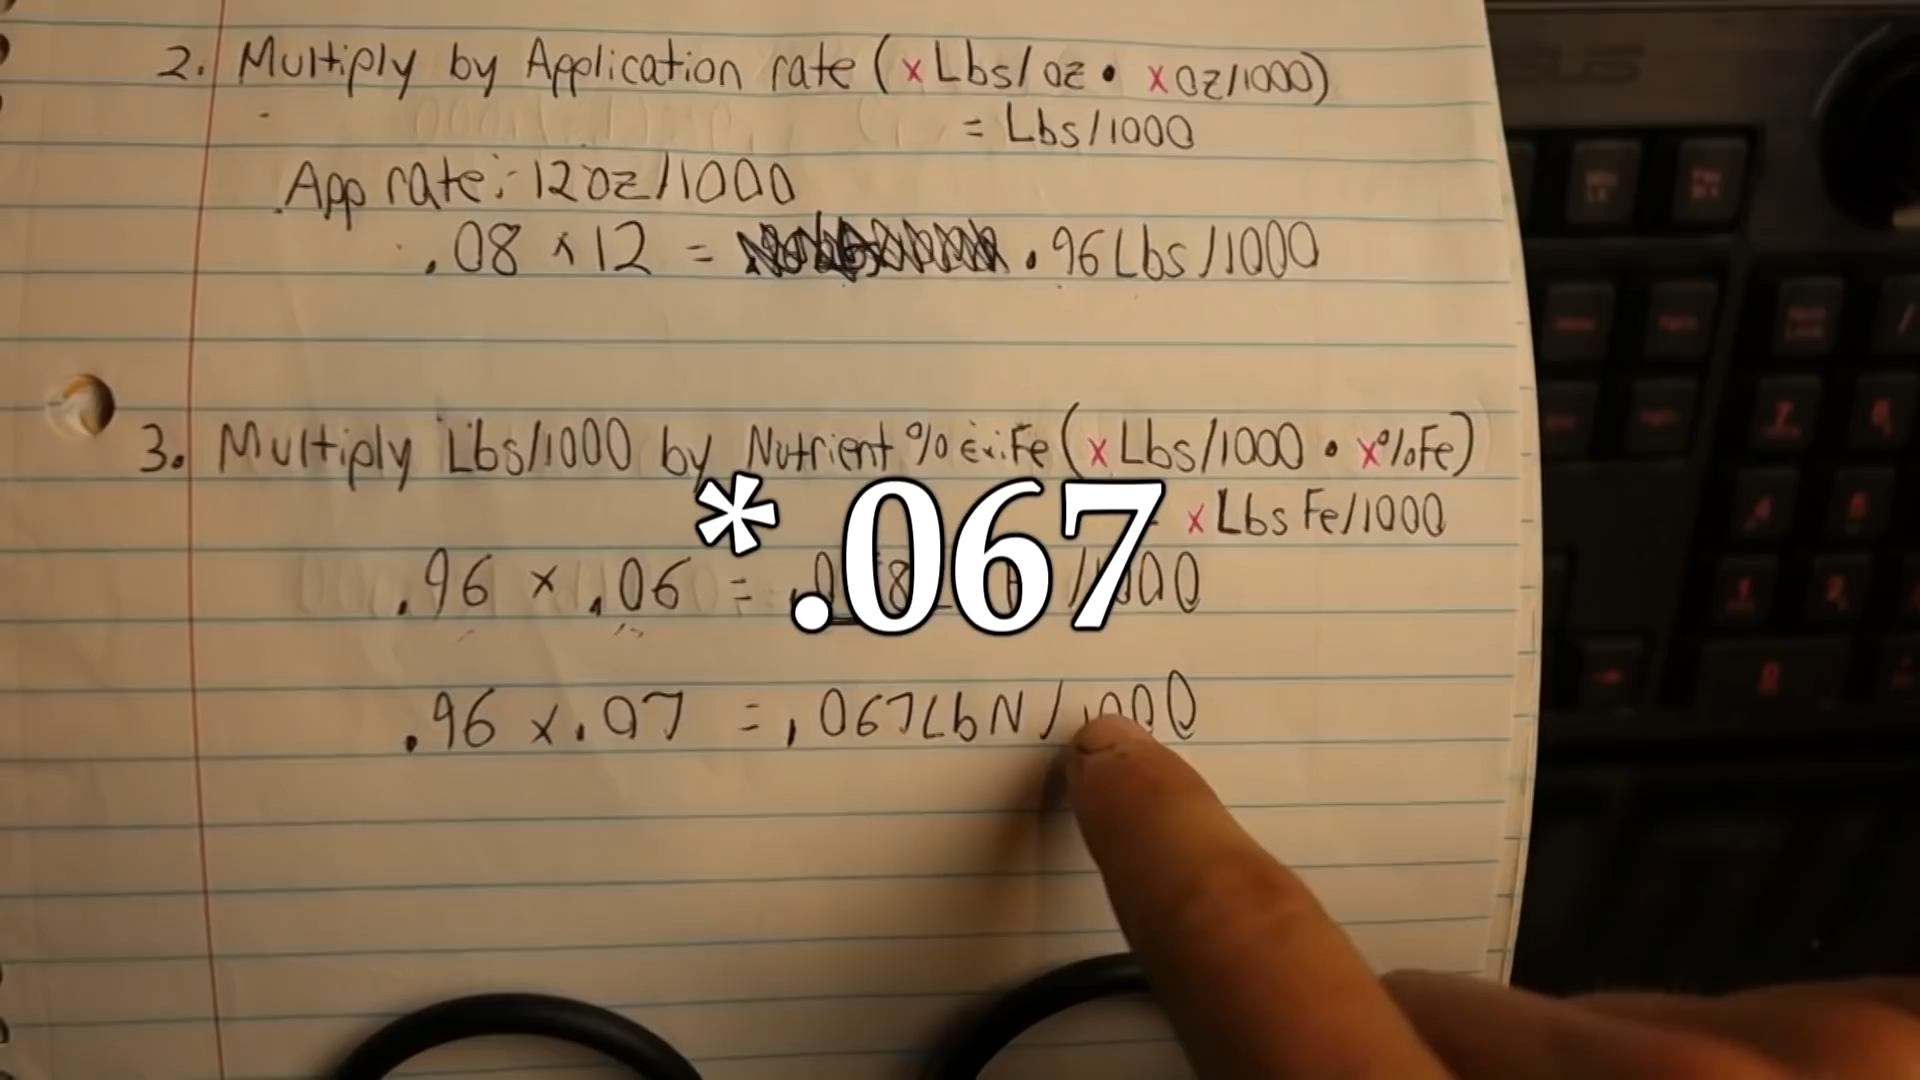 2. Multiply by Application rate (x Lbs/oz • x oz/1000)
= Lbs/1000
App rate: 12oz/1000
.08 x 12 = .96 Lbs/1000
3. Multiply Lbs/1000 by Nutrient % Ex: Fe (x Lbs/1000 • x%Fe)
x Lbs Fe/1000
*.067
.96 x .06 = /1000
.96 x .07 = .067 Lb N/1000